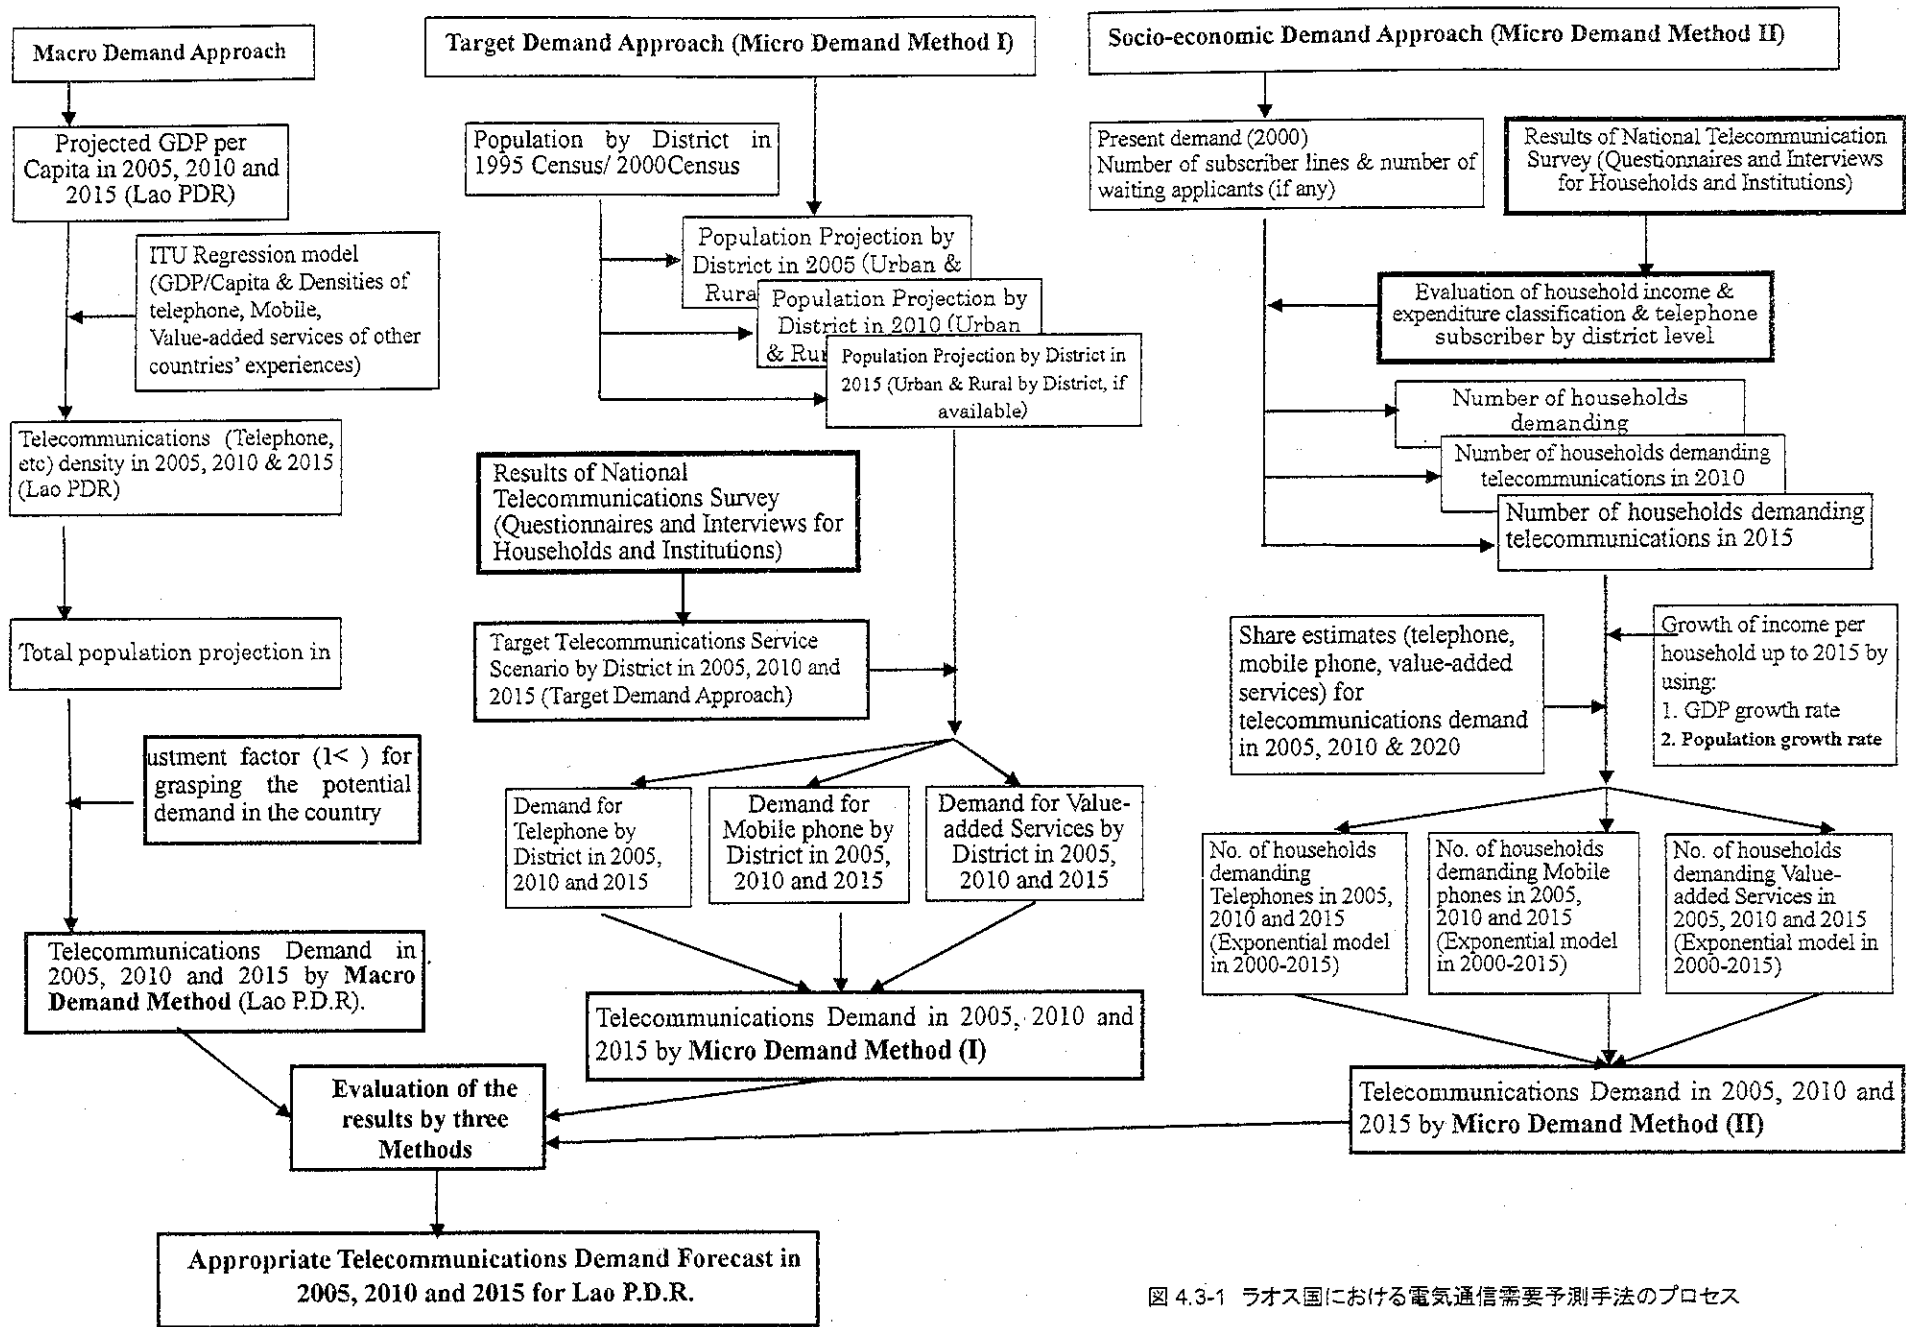 Macro Demand Approach
Projected GDP per
Capita in 2005, 2010 and
2015 (Lao PDR)
ITU Regression model
(GDP/Capita & Densities of
telephone, Mobile,
Value-added services of other
countries' experiences)
Telecommunications (Telephone,
etc) density in 2005, 2010 & 2015
(Lao PDR)
Total population projection in
ustment factor (1< ) for
grasping the potential
demand in the country
Telecommunications Demand in
2005, 2010 and 2015 by Macro
Demand Method (Lao P.D.R).
Target Demand Approach (Micro Demand Method I)
Population by District in
1995 Census/ 2000Census
Population Projection by
District in 2005 (Urban &
Rura
Population Projection by
District in 2010 (Urban
& Rur
Population Projection by District in
2015 (Urban & Rural by District, if
available)
Results of National
Telecommunications Survey
(Questionnaires and Interviews for
Households and Institutions)
Target Telecommunications Service
Scenario by District in 2005, 2010 and
2015 (Target Demand Approach)
Demand for
Telephone by
District in 2005,
2010 and 2015
Demand for
Mobile phone by
District in 2005,
2010 and 2015
Demand for Value-
added Services by
District in 2005,
2010 and 2015
Telecommunications Demand in 2005, 2010 and
2015 by Micro Demand Method (I)
Socio-economic Demand Approach (Micro Demand Method II)
Present demand (2000)
Number of subscriber lines & number of
waiting applicants (if any)
Results of National Telecommunication
Survey (Questionnaires and Interviews
for Households and Institutions)
Evaluation of household income &
expenditure classification & telephone
subscriber by district level
Number of households
demanding
Number of households demanding
telecommunications in 2010
Number of households demanding
telecommunications in 2015
Share estimates (telephone,
mobile phone, value-added
services) for
telecommunications demand
in 2005, 2010 & 2020
Growth of income per
household up to 2015 by
using:
1. GDP growth rate
2. Population growth rate
No. of households
demanding
Telephones in 2005,
2010 and 2015
(Exponential model
in 2000-2015)
No. of households
demanding Mobile
phones in 2005,
2010 and 2015
(Exponential model
in 2000-2015)
No. of households
demanding Value-
added Services in
2005, 2010 and 2015
(Exponential model in
2000-2015)
Telecommunications Demand in 2005, 2010 and
2015 by Micro Demand Method (II)
Evaluation of the
results by three
Methods
Appropriate Telecommunications Demand Forecast in
2005, 2010 and 2015 for Lao P.D.R.
図 4.3-1 ラオス国における電気通信需要予測手法のプロセス